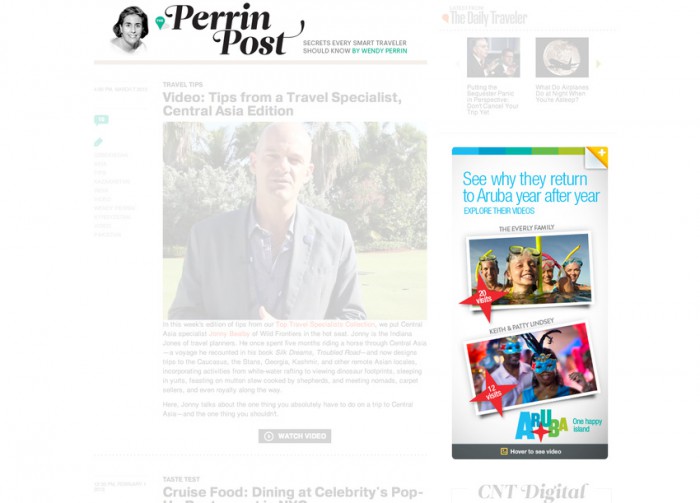 THE
Perrin
Post
SECRETS EVERY SMART TRAVELER
SHOULD KNOW BY WENDY PERRIN
TRAVEL TIPS
Video: Tips from a Travel Specialist,
Central Asia Edition
In this week's edition of tips from our Top Travel Specialists Collection, we put Central
Asia specialist Jonny Bealby of Wild Frontiers in the hot seat. Jonny is the Indiana
Jones of travel planners. He once spent five months riding a horse through Central Asia
—a voyage he recounted in his book Silk Dreams, Troubled Road—and now designs
trips to the Caucasus, the Stans, Georgia, Kashmir, and other remote Asian locales,
incorporating activities from white-water rafting to viewing dinosaur footprints, sleeping
in yurts, feasting on mutton stew cooked by shepherds, and meeting nomads, carpet
sellers, and even royalty along the way.
Here, Jonny talks about the one thing you absolutely have to do on a trip to Central
Asia—and the one thing you shouldn't.
WATCH VIDEO
TASTE TEST
Cruise Food: Dining at Celebrity's Pop-
The Daily Traveler
Putting the
Sequester Panic
in Perspective:
Don't Cancel Your
Trip Yet
What Do Airplanes
Do at Night When
You're Asleep?
See why they return
to Aruba year after year
EXPLORE THEIR VIDEOS
THE EVERLY FAMILY
20
visits
KEITH & PATTY LINDSEY
12
visits
ARUBA
One happy
island
Hover to see video
CNT Digital